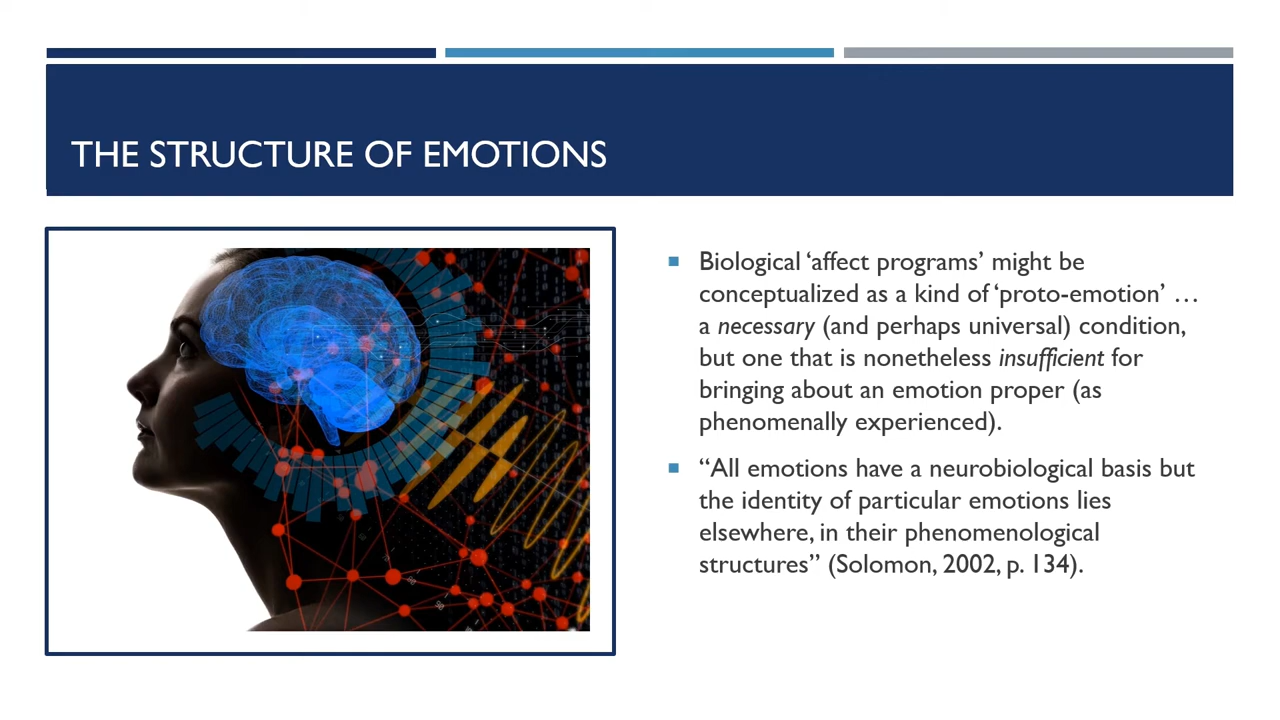 THE STRUCTURE OF EMOTIONS
Biological ‘affect programs’ might be
conceptualized as a kind of ‘proto-emotion’ …
a necessary (and perhaps universal) condition,
but one that is nonetheless insufficient for
bringing about an emotion proper (as
phenomenally experienced).
“All emotions have a neurobiological basis but
the identity of particular emotions lies
elsewhere, in their phenomenological
structures” (Solomon, 2002, p. 134).